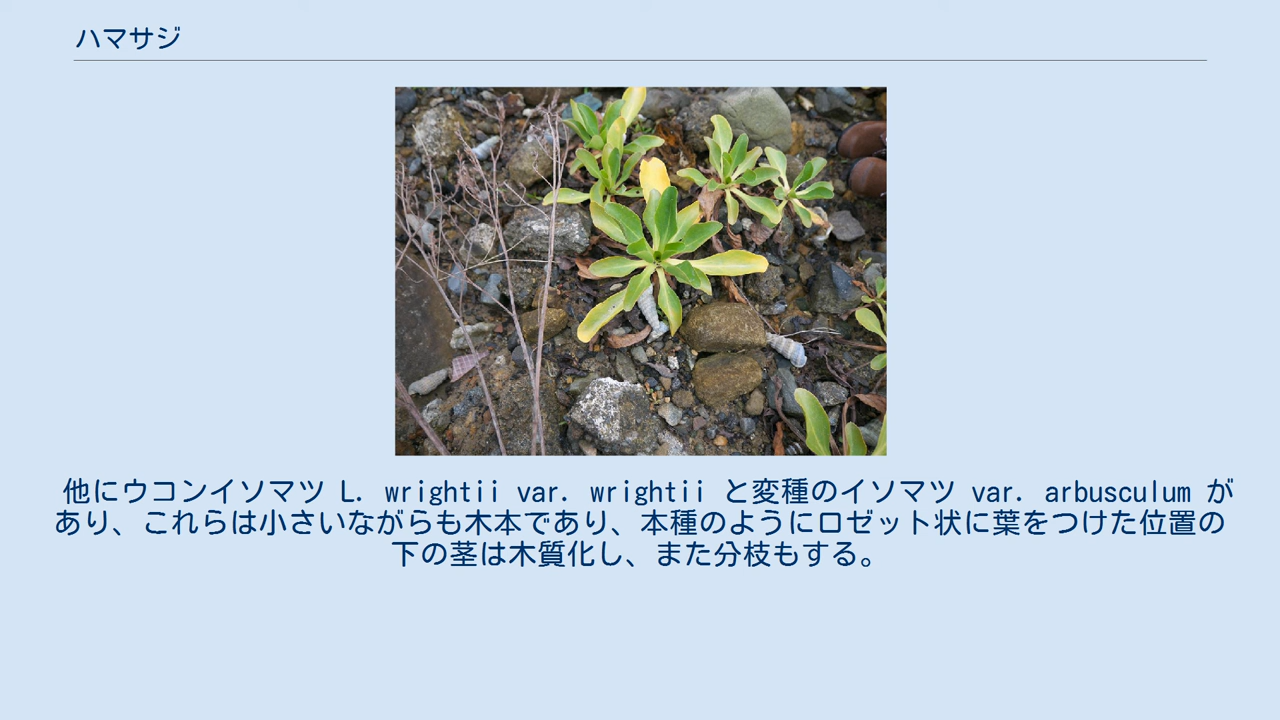 ハマサジ
他にウコンイソマツ L. wrightii var. wrightii と変種のイソマツ var. arbusculum が
あり、これらは小さいながらも木本であり、本種のようにロゼット状に葉をつけた位置の
下の茎は木質化し、また分枝もする。